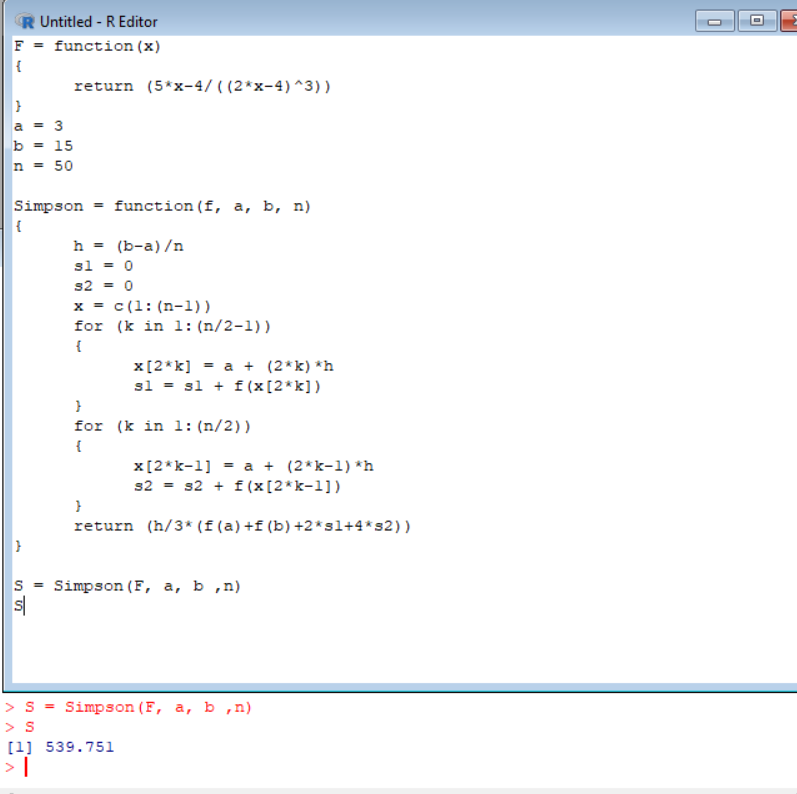 Untitled - R Editor
F = function(x)
{
return (5*x-4/((2*x-4)^3))
}
a = 3
b = 15
n = 50
Simpson = function(f, a, b, n)
{
h = (b-a)/n
s1 = 0
s2 = 0
x = c(1:(n-1))
for (k in 1:(n/2-1))
{
x[2*k] = a + (2*k)*h
s1 = s1 + f(x[2*k])
}
for (k in 1:(n/2))
{
x[2*k-1] = a + (2*k-1)*h
s2 = s2 + f(x[2*k-1])
}
return (h/3*(f(a)+f(b)+2*s1+4*s2))
}
S = Simpson(F, a, b ,n)
S
> S = Simpson(F, a, b ,n)
> S
[1] 539.751
>